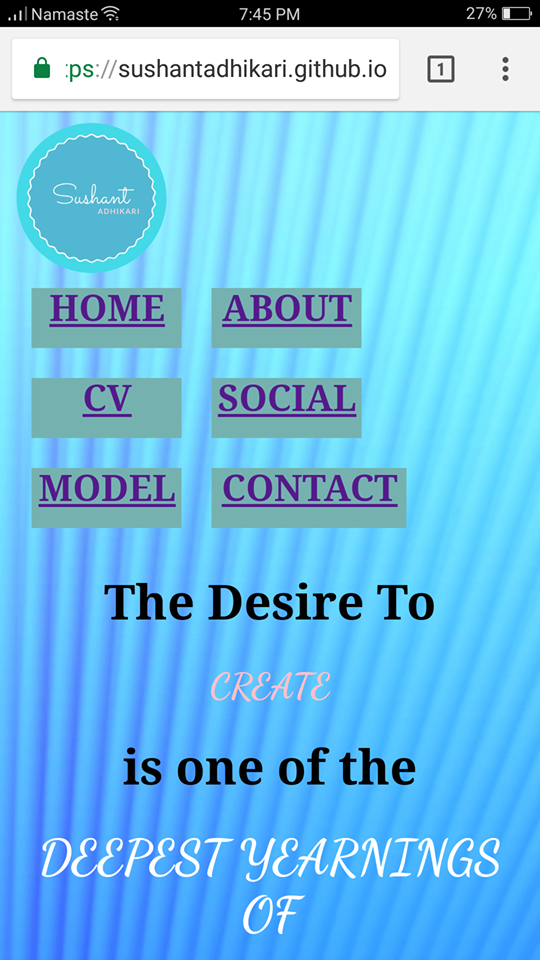 Namaste 7:45 PM 27%
:ps://sushantadhikari.github.io 1
Sushant
ADHIKARI
HOME ABOUT
CV SOCIAL
MODEL CONTACT
The Desire To
CREATE
is one of the
DEEPEST YEARNINGS
OF